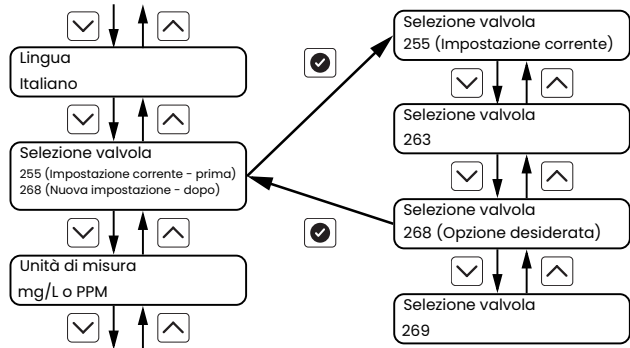 Lingua
Italiano
Selezione valvola
255 (Impostazione corrente - prima)
268 (Nuova impostazione - dopo)
Unità di misura
mg/L o PPM
Selezione valvola
255 (Impostazione corrente)
Selezione valvola
263
Selezione valvola
268 (Opzione desiderata)
Selezione valvola
269